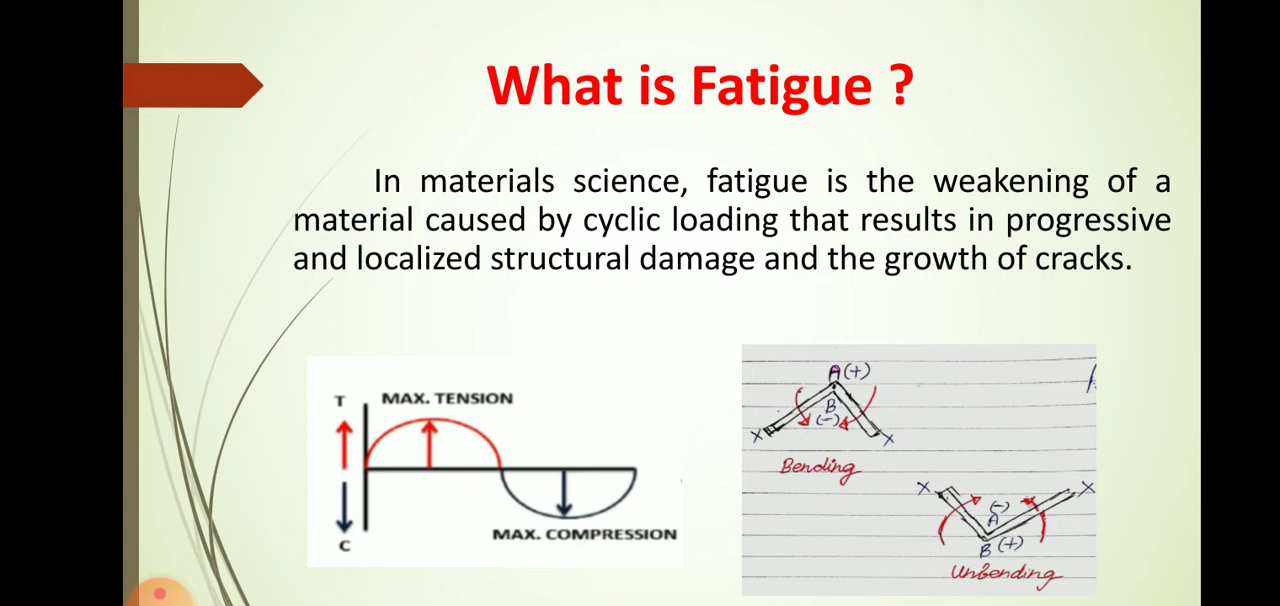 What is Fatigue ?
In materials science, fatigue is the weakening of a
material caused by cyclic loading that results in progressive
and localized structural damage and the growth of cracks.
T
MAX. TENSION
MAX. COMPRESSION
C
A (+)
B
(-)
X
X
Bending
X
X
(-)
A
B (+)
Unbending